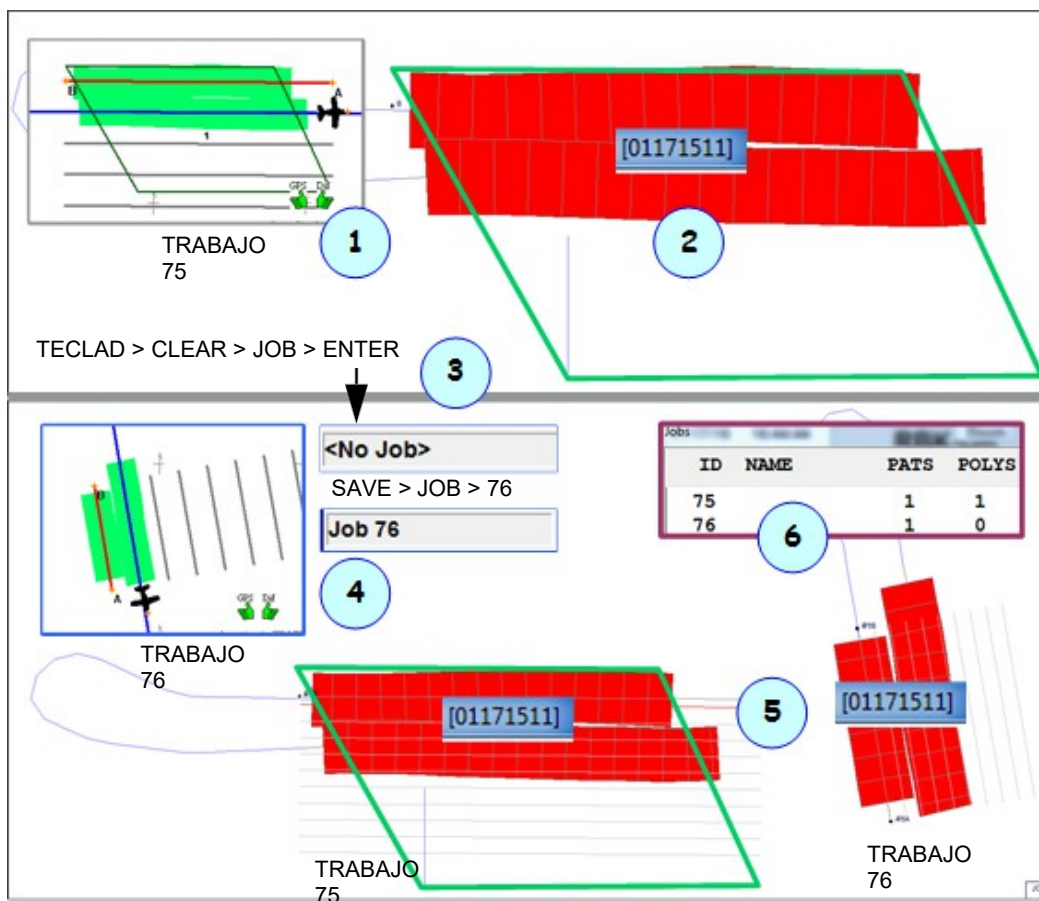 B
A
1
GPS Dif
TRABAJO
75
1
[01171511]
2
TECLAD > CLEAR > JOB > ENTER
3
<No Job>
SAVE > JOB > 76
Job 76
4
B
A
GPS Dif
TRABAJO
76
Jobs
ID NAME PATS POLYS
75 1 1
76 1 0
6
[01171511]
5
[01171511]
TRABAJO
75
TRABAJO
76